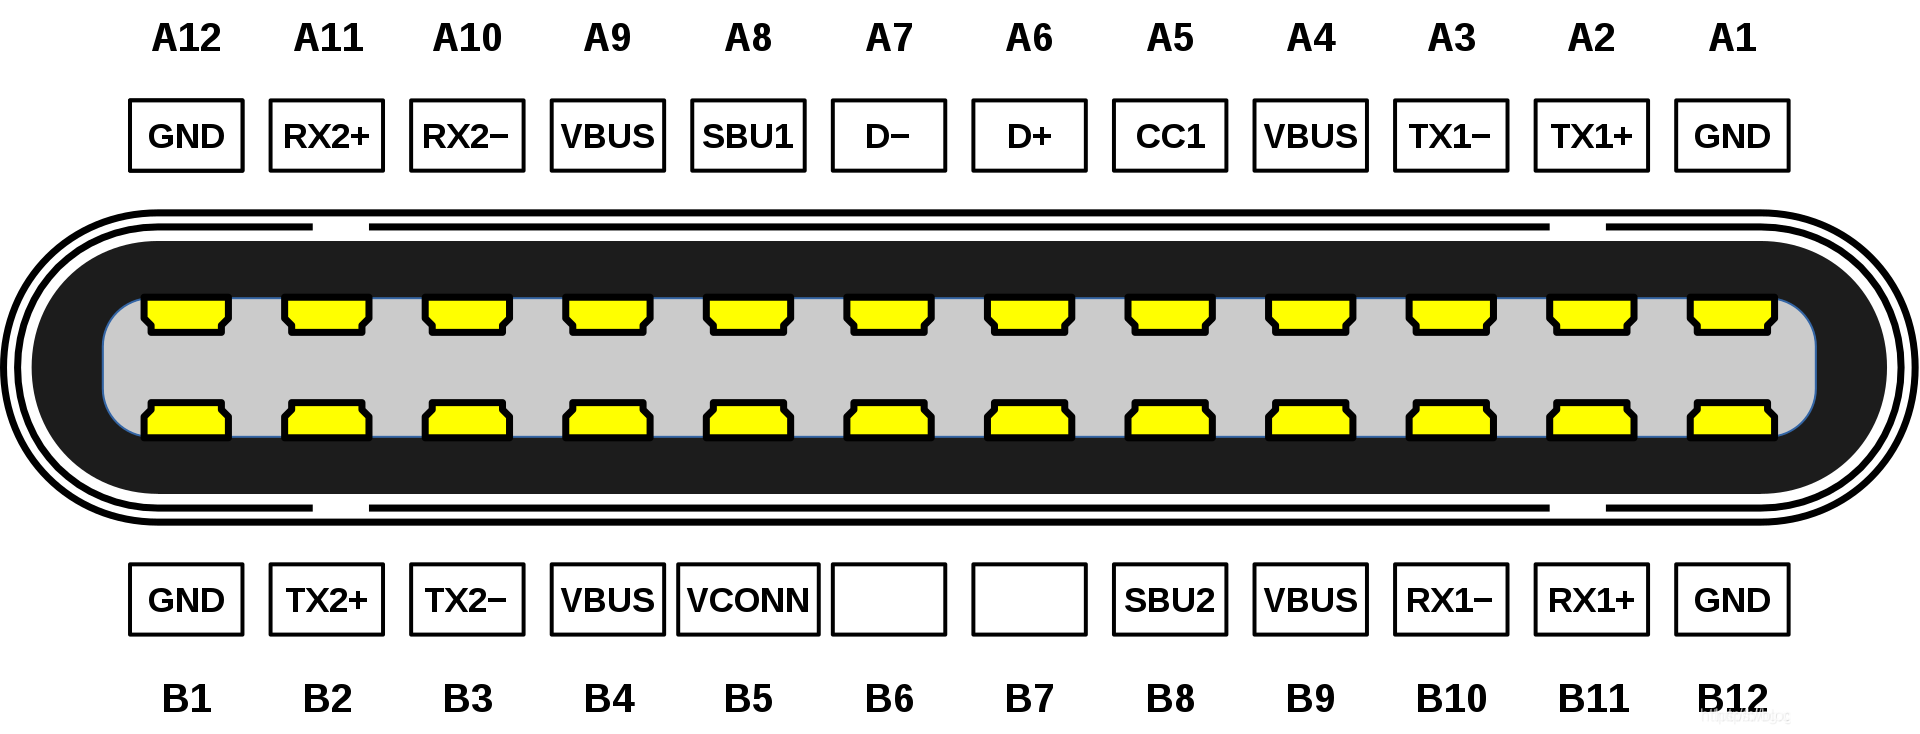 A12 A11 A10 A9 A8 A7 A6 A5 A4 A3 A2 A1
GND RX2+ RX2− VBUS SBU1 D− D+ CC1 VBUS TX1− TX1+ GND
GND TX2+ TX2− VBUS VCONN SBU2 VBUS RX1− RX1+ GND
B1 B2 B3 B4 B5 B6 B7 B8 B9 B10 B11 B12